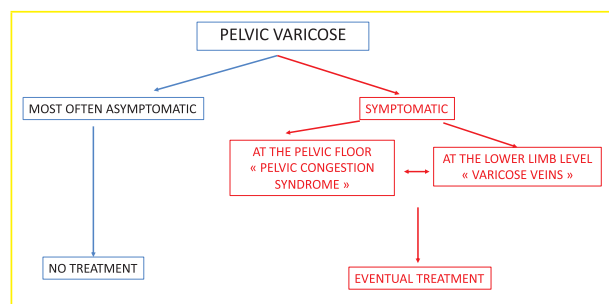 PELVIC VARICOSE
MOST OFTEN ASYMPTOMATIC
SYMPTOMATIC
AT THE PELVIC FLOOR
« PELVIC CONGESTION
SYNDROME »
AT THE LOWER LIMB LEVEL
« VARICOSE VEINS »
NO TREATMENT
EVENTUAL TREATMENT